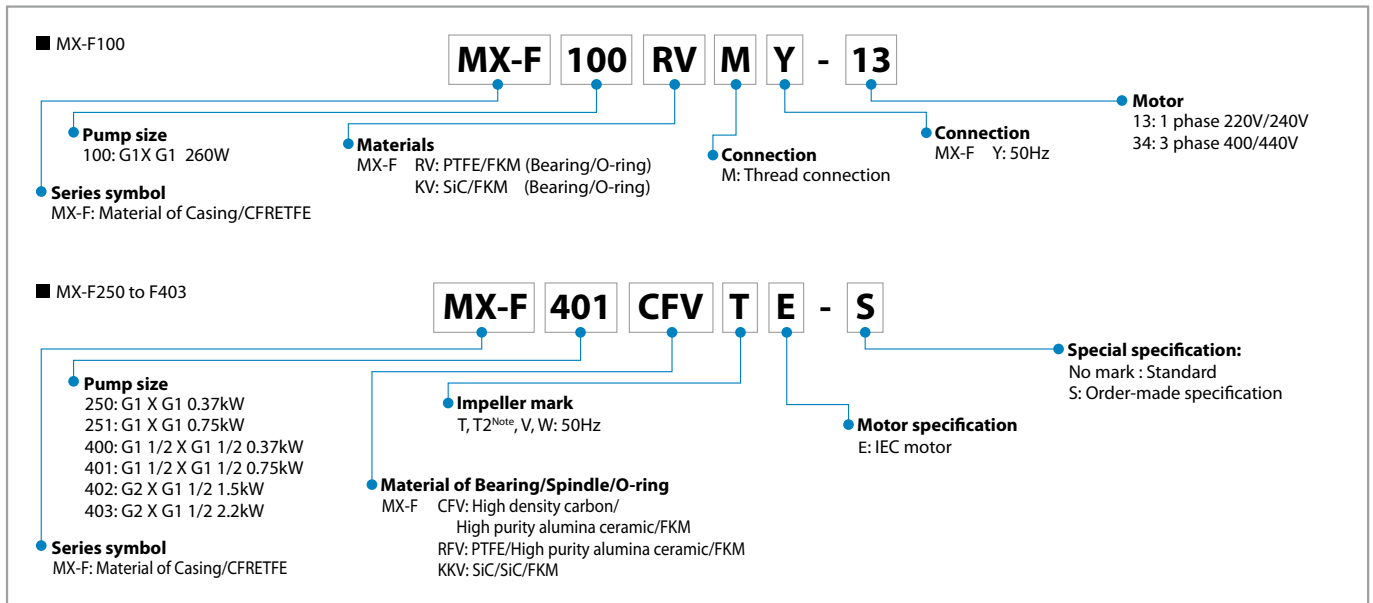 ■ MX-F100
MX-F 100 RV M Y - 13
Motor
13: 1 phase 220V/240V
34: 3 phase 400/440V
Pump size
100: G1X G1 260W
Materials
MX-F RV: PTFE/FKM (Bearing/O-ring)
KV: SiC/FKM (Bearing/O-ring)
Connection
M: Thread connection
Connection
MX-F Y: 50Hz
Series symbol
MX-F: Material of Casing/CFRETFE
■ MX-F250 to F403
MX-F 401 CFV T E - S
Special specification:
No mark : Standard
S: Order-made specification
Pump size
250: G1 X G1 0.37kW
251: G1 X G1 0.75kW
400: G1 1/2 X G1 1/2 0.37kW
401: G1 1/2 X G1 1/2 0.75kW
402: G2 X G1 1/2 1.5kW
403: G2 X G1 1/2 2.2kW
Impeller mark
T, T2Note, V, W: 50Hz
Motor specification
E: IEC motor
Material of Bearing/Spindle/O-ring
MX-F CFV: High density carbon/
High purity alumina ceramic/FKM
RFV: PTFE/High purity alumina ceramic/FKM
KKV: SiC/SiC/FKM
Series symbol
MX-F: Material of Casing/CFRETFE